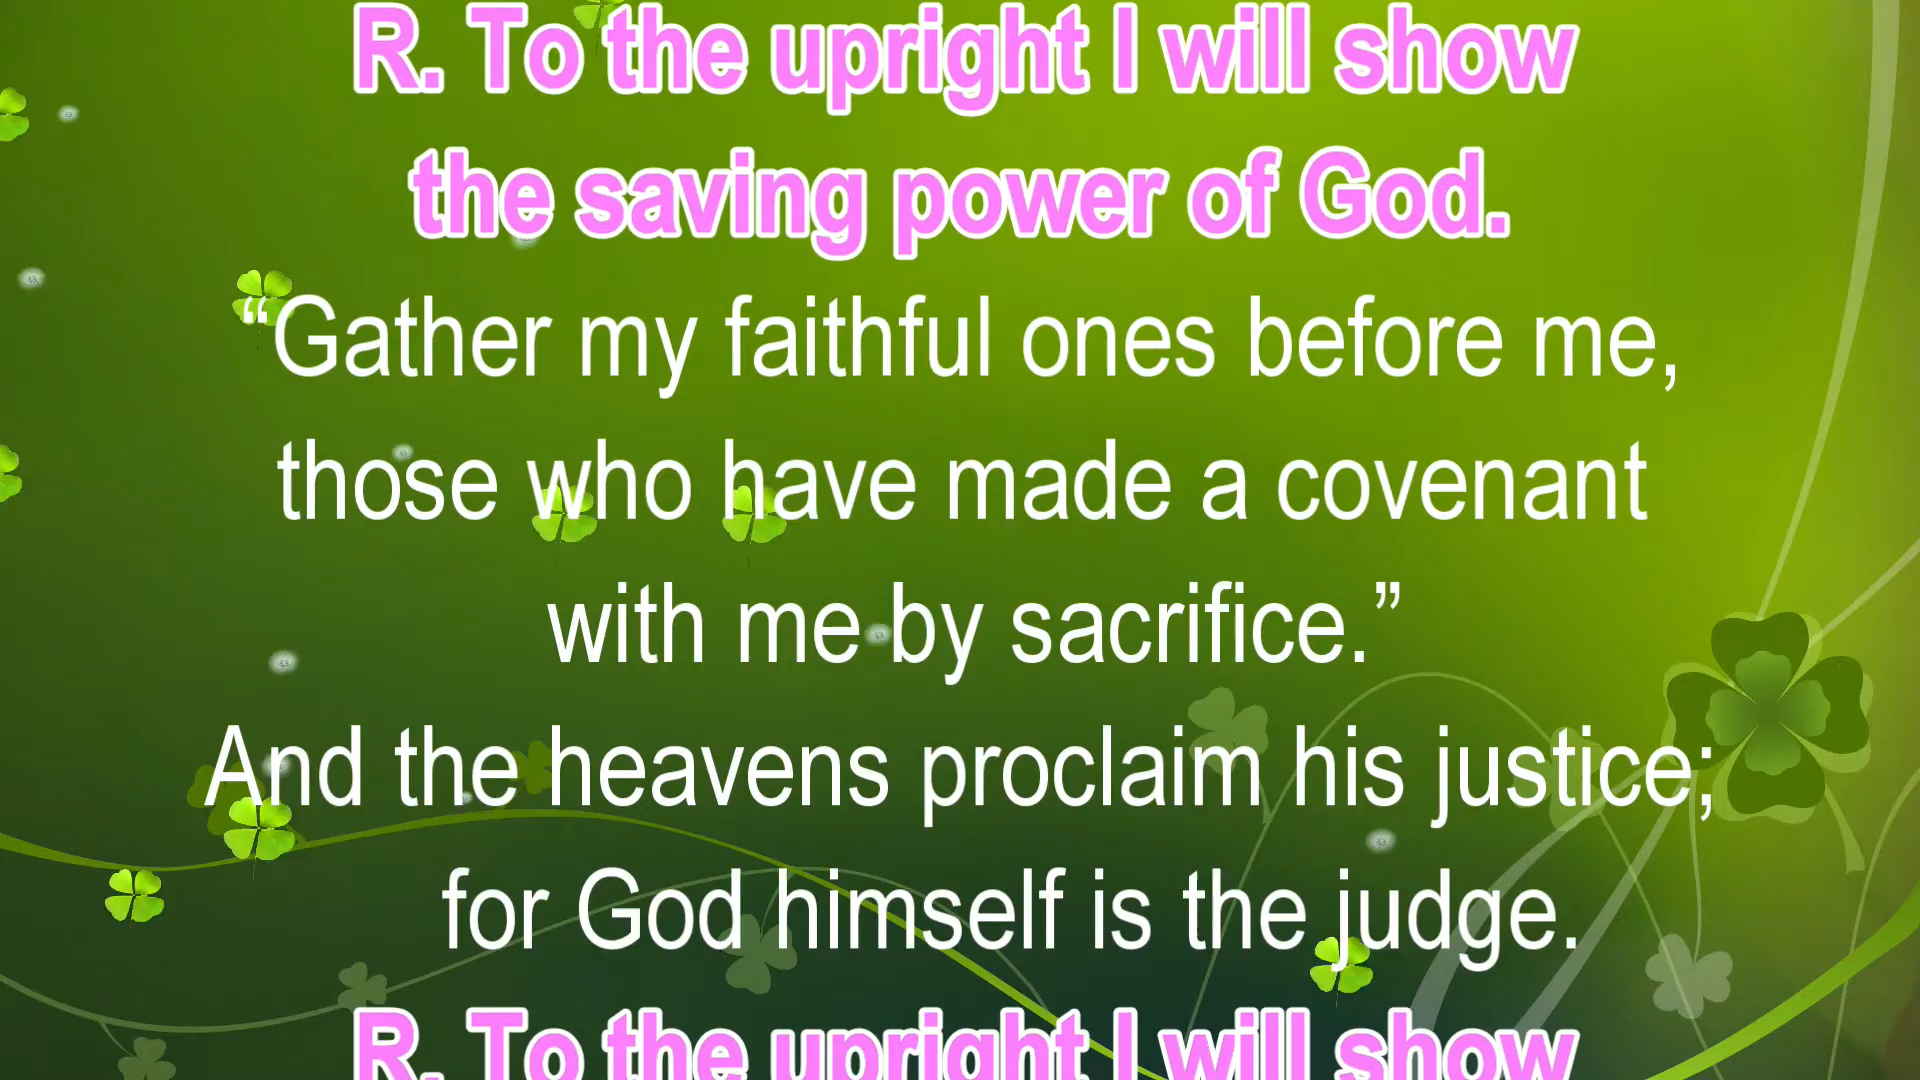 R. To the upright I will show
the saving power of God.
“Gather my faithful ones before me,
those who have made a covenant
with me by sacrifice.”
And the heavens proclaim his justice;
for God himself is the judge.
R. To the upright I will show